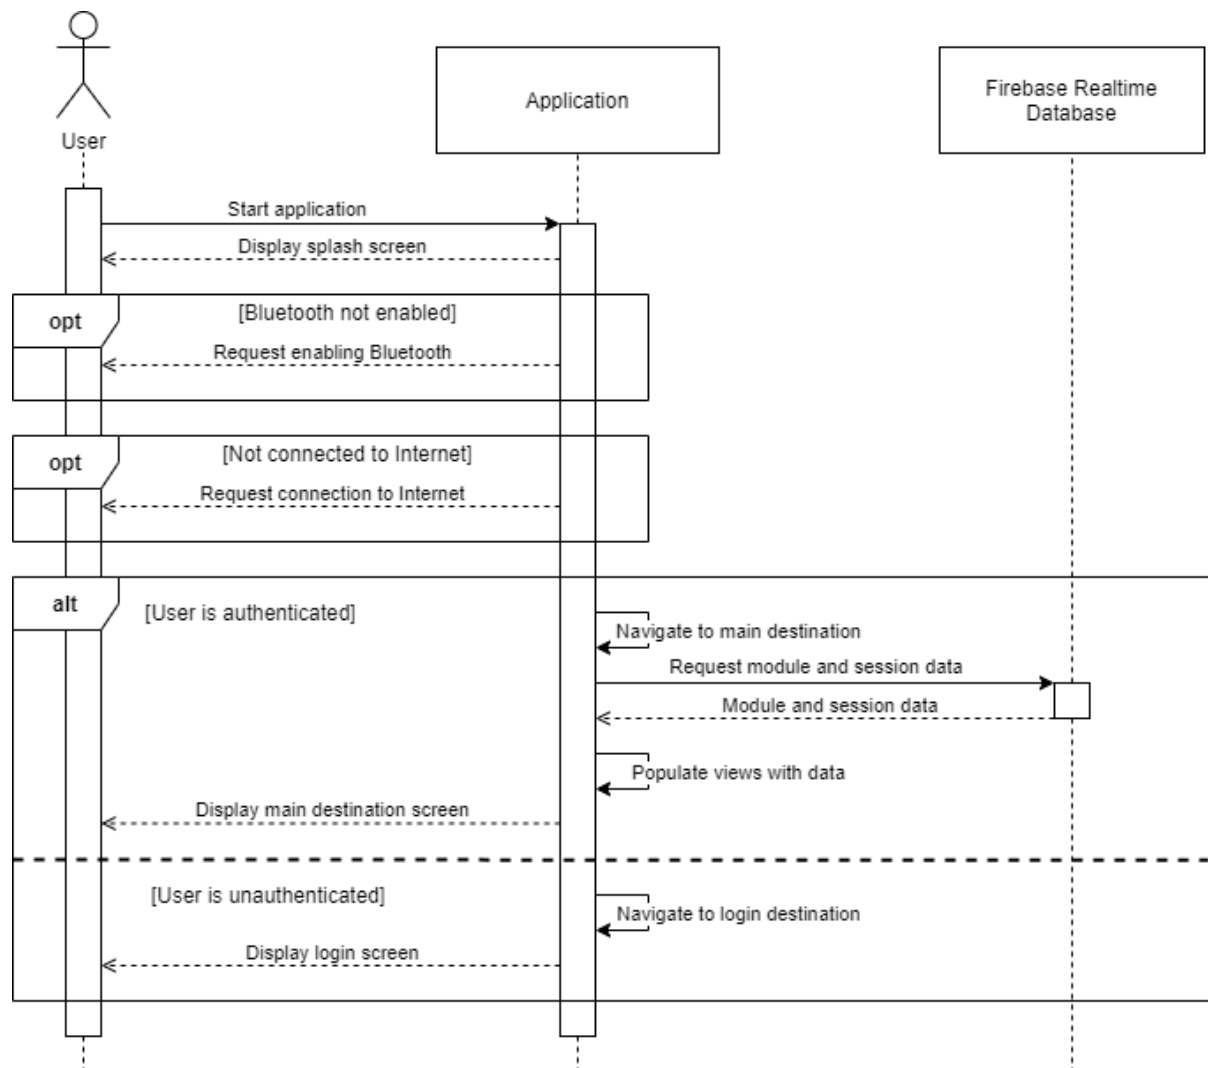 User
Application
Firebase Realtime
Database
Start application
Display splash screen
opt
[Bluetooth not enabled]
Request enabling Bluetooth
opt
[Not connected to Internet]
Request connection to Internet
alt
[User is authenticated]
Navigate to main destination
Request module and session data
Module and session data
Populate views with data
Display main destination screen
[User is unauthenticated]
Navigate to login destination
Display login screen